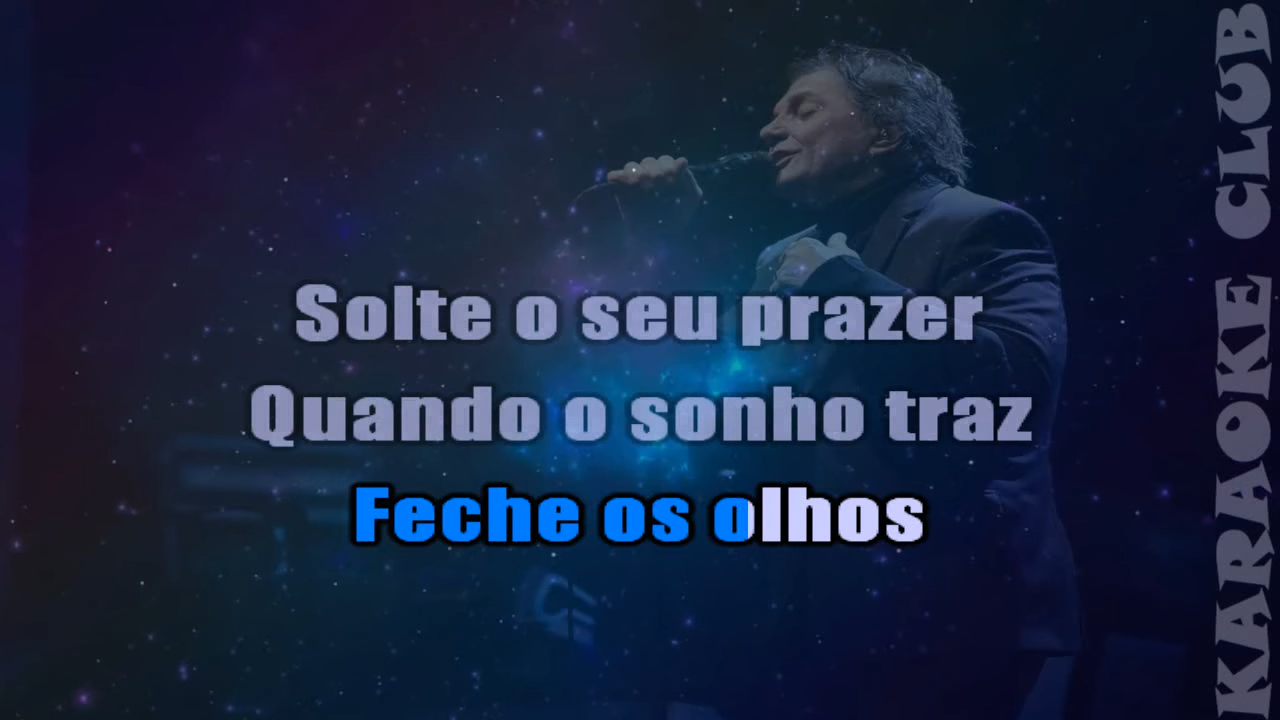 Solte o seu prazer
Quando o sonho traz
Feche os olhos
KARAOKE CLUB